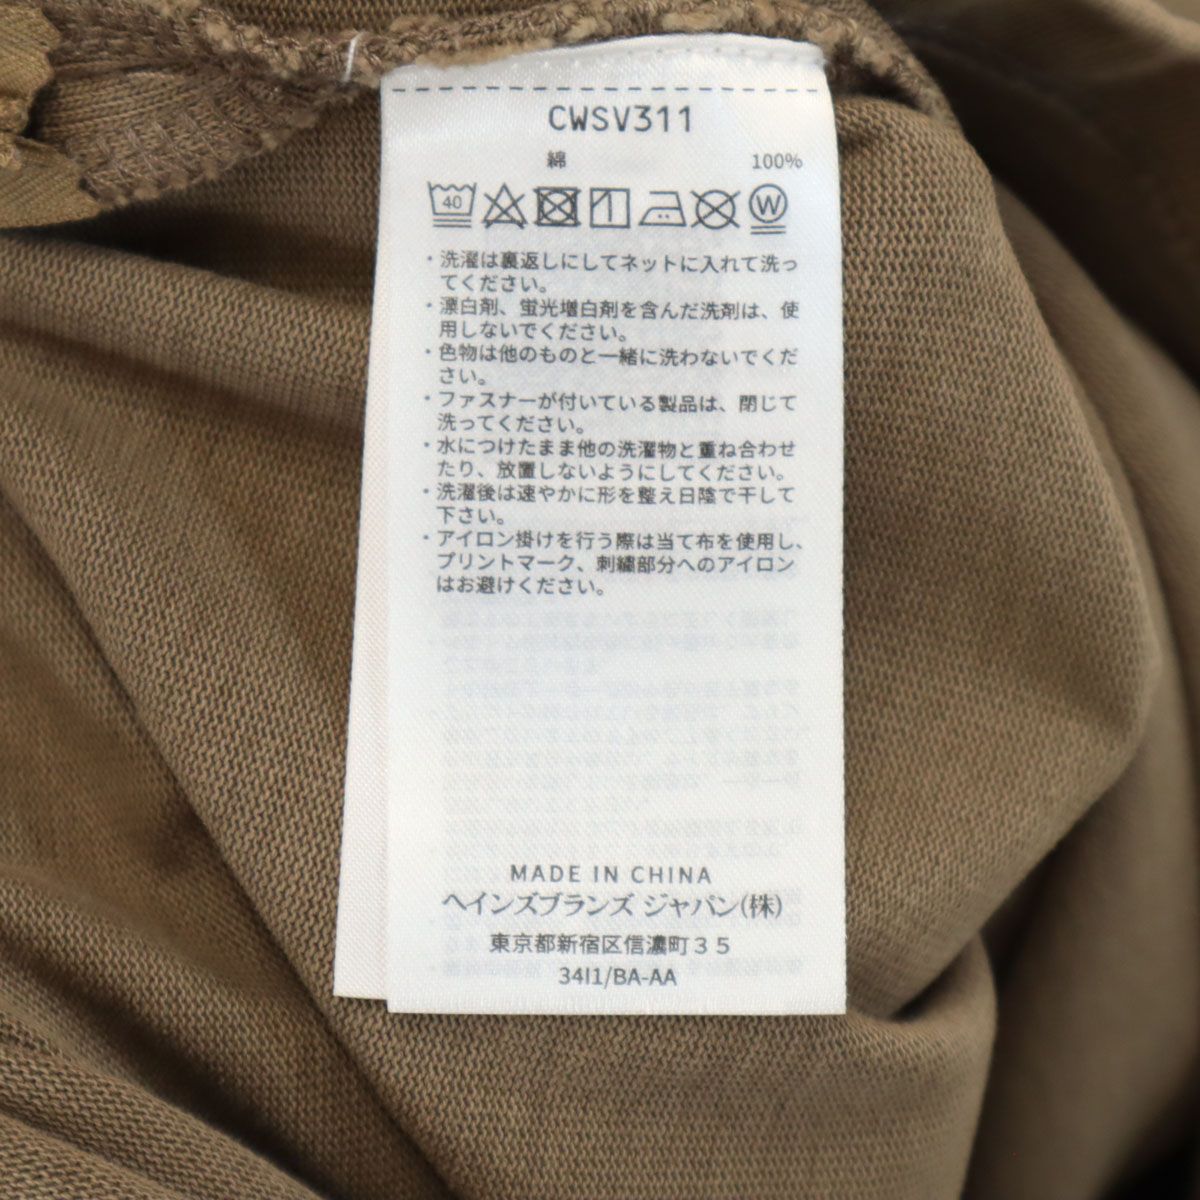 CWSV311
綿 100%
40 W
・洗濯は裏返しにしてネットに入れて洗っ
てください。
・漂白剤、蛍光増白剤を含んだ洗剤は、使
用しないでください。
・色物は他のものと一緒に洗わないでくだ
さい。
・ファスナーが付いている製品は、閉じて
洗ってください。
・水につけたまま他の洗濯物と重ね合わせ
たり、放置しないようにしてください。
・洗濯後は速やかに形を整え日陰で干して
下さい。
・アイロン掛けを行う際は当て布を使用し、
プリントマーク、刺繍部分へのアイロン
はお避けください。
MADE IN CHINA
ヘインズブランズ ジャパン(株)
東京都新宿区信濃町35
34I1/BA-AA